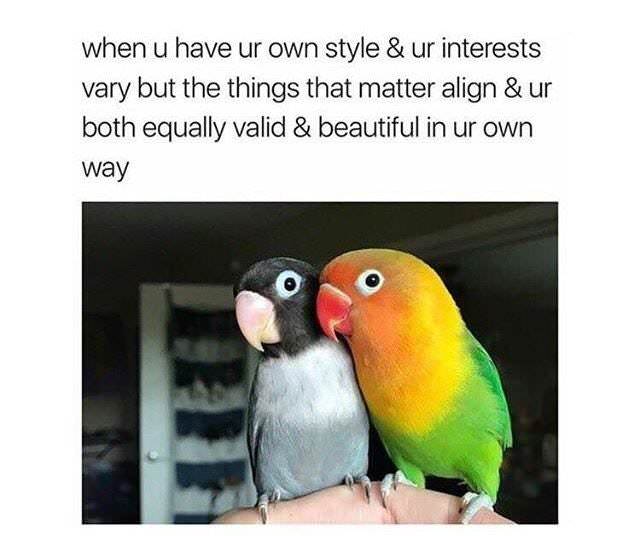 when u have ur own style & ur interests
vary but the things that matter align & ur
both equally valid & beautiful in ur own
way